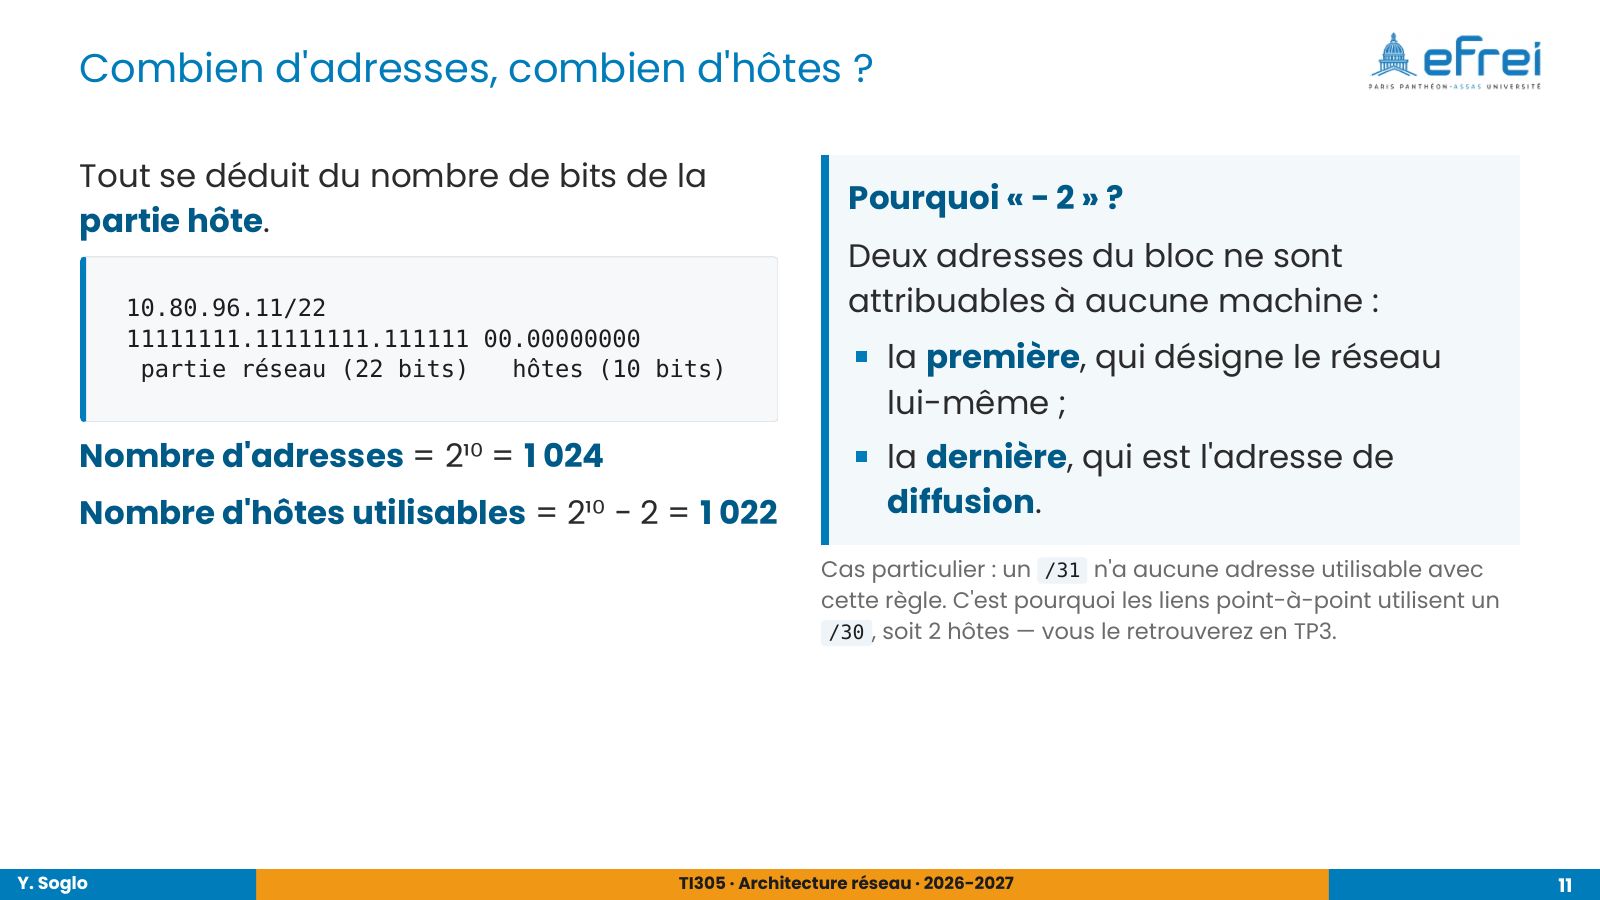 Combien d'adresses, combien d'hôtes ?
efrei
PARIS PANTHÉON-ASSAS UNIVERSITÉ
Tout se déduit du nombre de bits de la
partie hôte.
10.80.96.11/22
11111111.11111111.111111 00.00000000
partie réseau (22 bits)   hôtes (10 bits)
Nombre d'adresses = 2¹⁰ = 1 024
Nombre d'hôtes utilisables = 2¹⁰ - 2 = 1 022
Pourquoi « - 2 » ?
Deux adresses du bloc ne sont
attribuables à aucune machine :
▪ la première, qui désigne le réseau
lui-même ;
▪ la dernière, qui est l'adresse de
diffusion.
Cas particulier : un /31 n'a aucune adresse utilisable avec
cette règle. C'est pourquoi les liens point-à-point utilisent un
/30, soit 2 hôtes — vous le retrouverez en TP3.
Y. Soglo
TI305 · Architecture réseau · 2026-2027
11